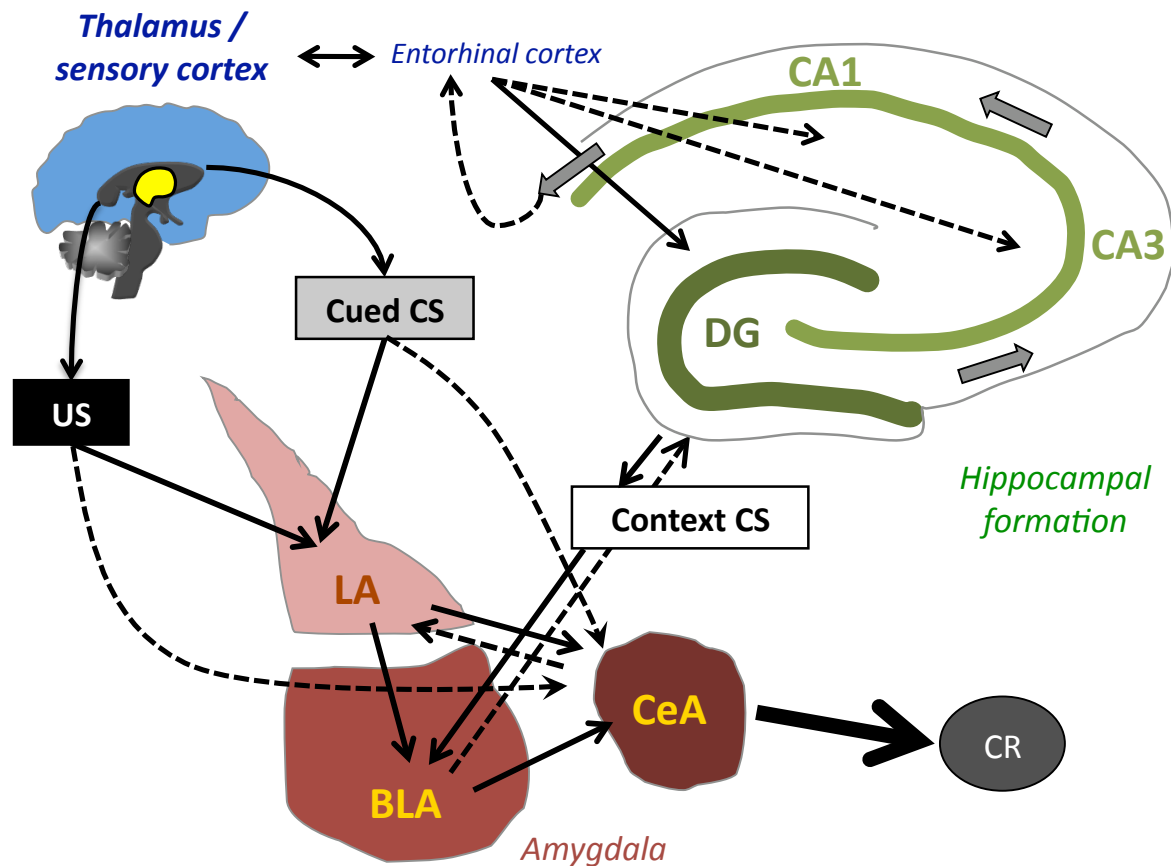 Thalamus /
sensory cortex
Entorhinal cortex
CA1
CA3
DG
Cued CS
US
Context CS
Hippocampal
formation
LA
CeA
BLA
CR
Amygdala